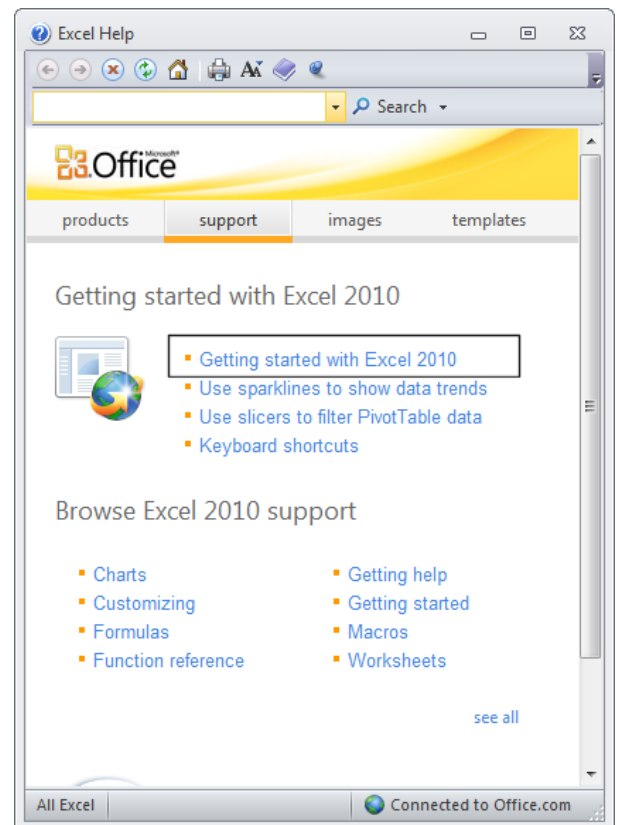 Excel Help
Search
Microsoft®
Office
products support images templates
Getting started with Excel 2010
Getting started with Excel 2010
Use sparklines to show data trends
Use slicers to filter PivotTable data
Keyboard shortcuts
Browse Excel 2010 support
Charts Getting help
Customizing Getting started
Formulas Macros
Function reference Worksheets
see all
All Excel Connected to Office.com